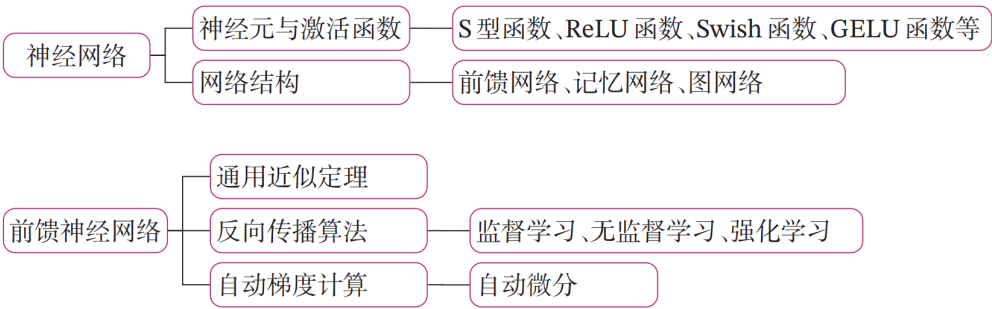 神经网络
神经元与激活函数
S型函数、ReLU 函数、Swish 函数、GELU 函数等
网络结构
前馈网络、记忆网络、图网络
前馈神经网络
通用近似定理
反向传播算法
监督学习、无监督学习、强化学习
自动梯度计算
自动微分